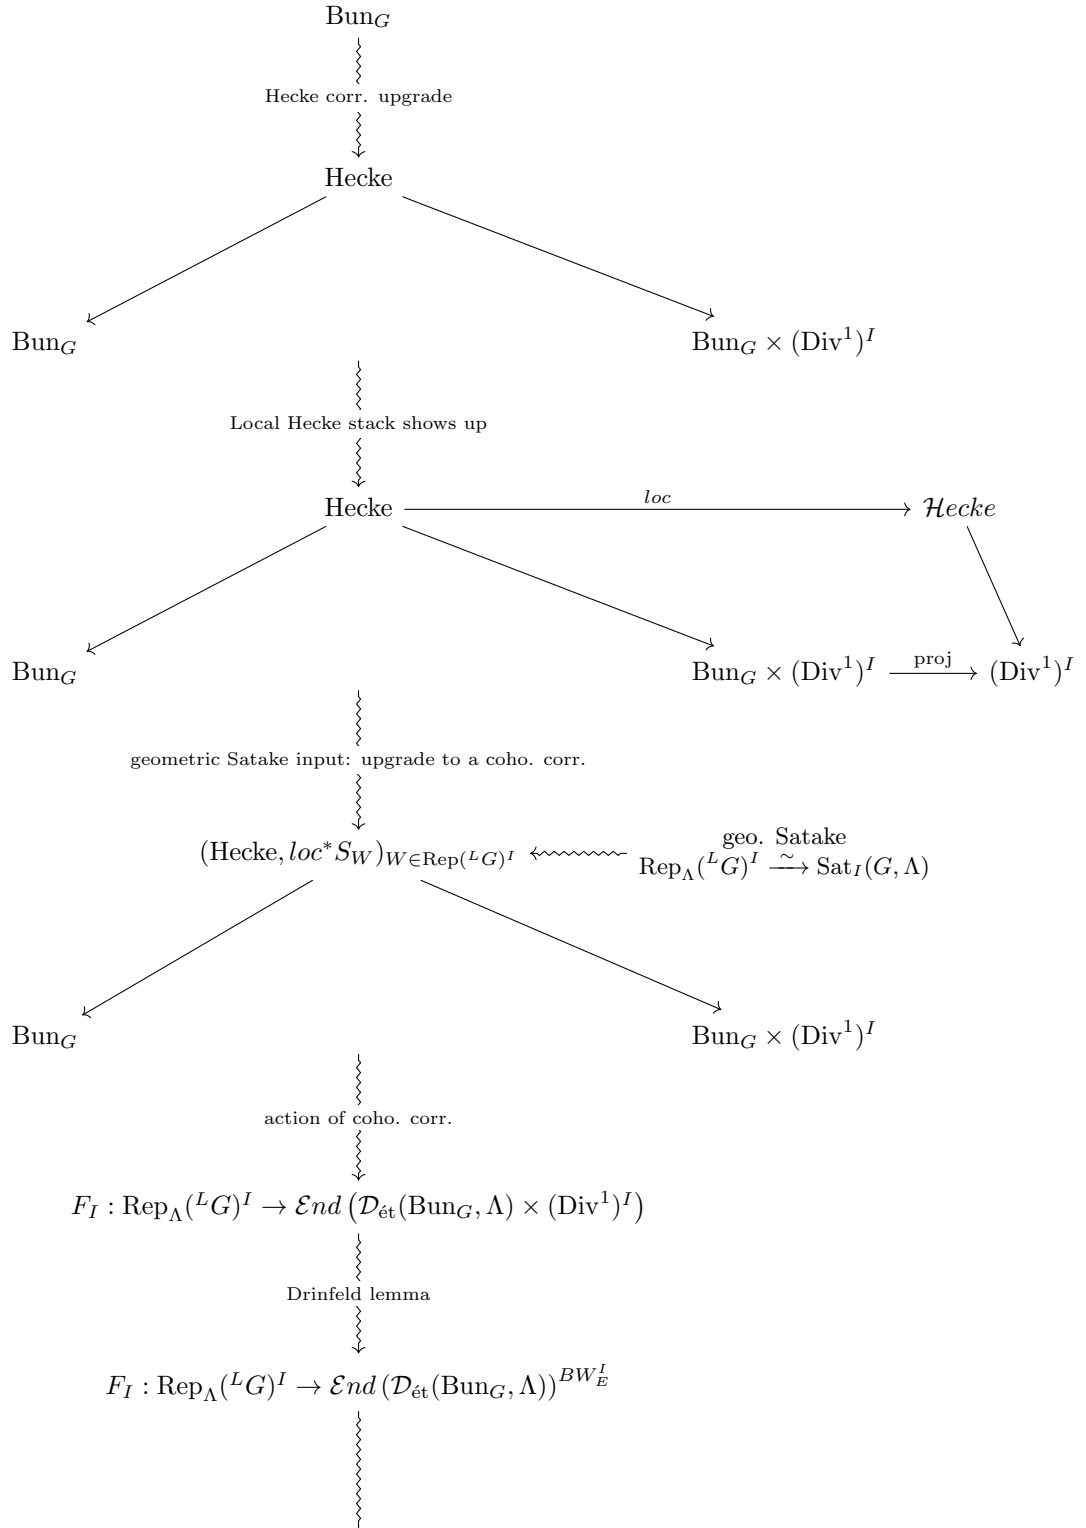 Bun_G
Hecke corr. upgrade
Hecke
Bun_G Bun_G × (Div^1)^I
Local Hecke stack shows up
Hecke loc ℋecke
Bun_G Bun_G × (Div^1)^I proj (Div^1)^I
geometric Satake input: upgrade to a coho. corr.
(Hecke, loc^*S_W)_{W∈Rep(^LG)^I} geo. Satake
Rep_Λ(^LG)^I ⥲ Sat_I(G, Λ)
Bun_G Bun_G × (Div^1)^I
action of coho. corr.
F_I : Rep_Λ(^LG)^I → ℰnd (𝒟_ét(Bun_G, Λ) × (Div^1)^I)
Drinfeld lemma
F_I : Rep_Λ(^LG)^I → ℰnd (𝒟_ét(Bun_G, Λ))^{BW_E^I}